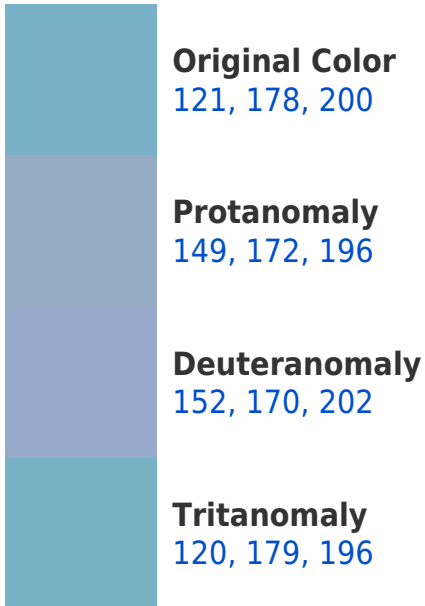 Original Color
121, 178, 200
Protanomaly
149, 172, 196
Deuteranomaly
152, 170, 202
Tritanomaly
120, 179, 196